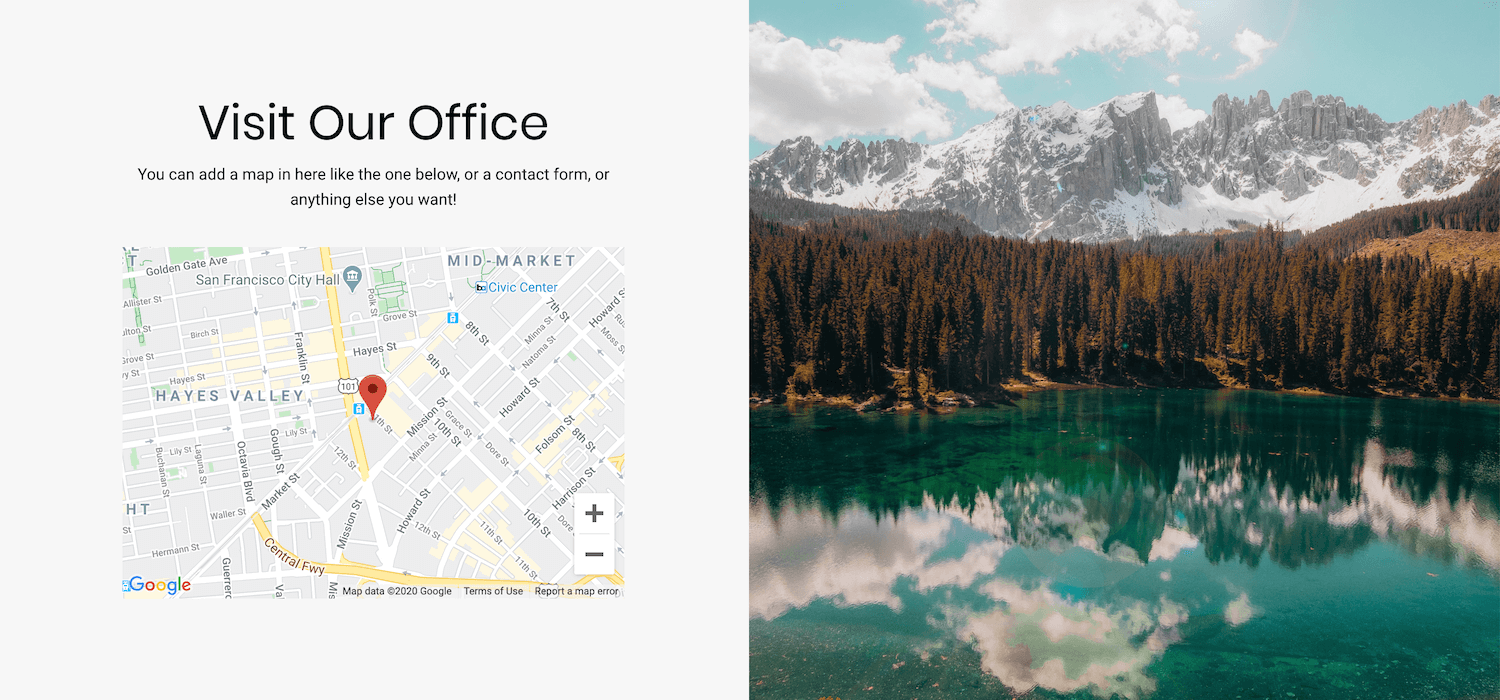 Visit Our Office
You can add a map in here like the one below, or a contact form, or
anything else you want!
MID-MARKET
Golden Gate Ave
San Francisco City Hall
Civic Center
Allister St
Polk St
7th St
Howard S
Grove St
Birch St
8th St
Minna St
Natoma St
Moss S
Franklin St
Hayes St
Grove St
9th St
Hayes St
101
HAYES VALLEY
Howard St
Mission St
Grace St
10th St
Minna St
Dore St
Folsom St
8th St
Lily St
12th St
Lily St
Laguna St
Buchanan St
Octavia Blvd
Gough St
Market St
Harrison St
HT
Waller St
Mission St
Howard St
12th St
11th St
10th St
Dore
Hermann St
Central Fwy
11th St
Guerrero
Google
Map data ©2020 Google
Terms of Use
Report a map error